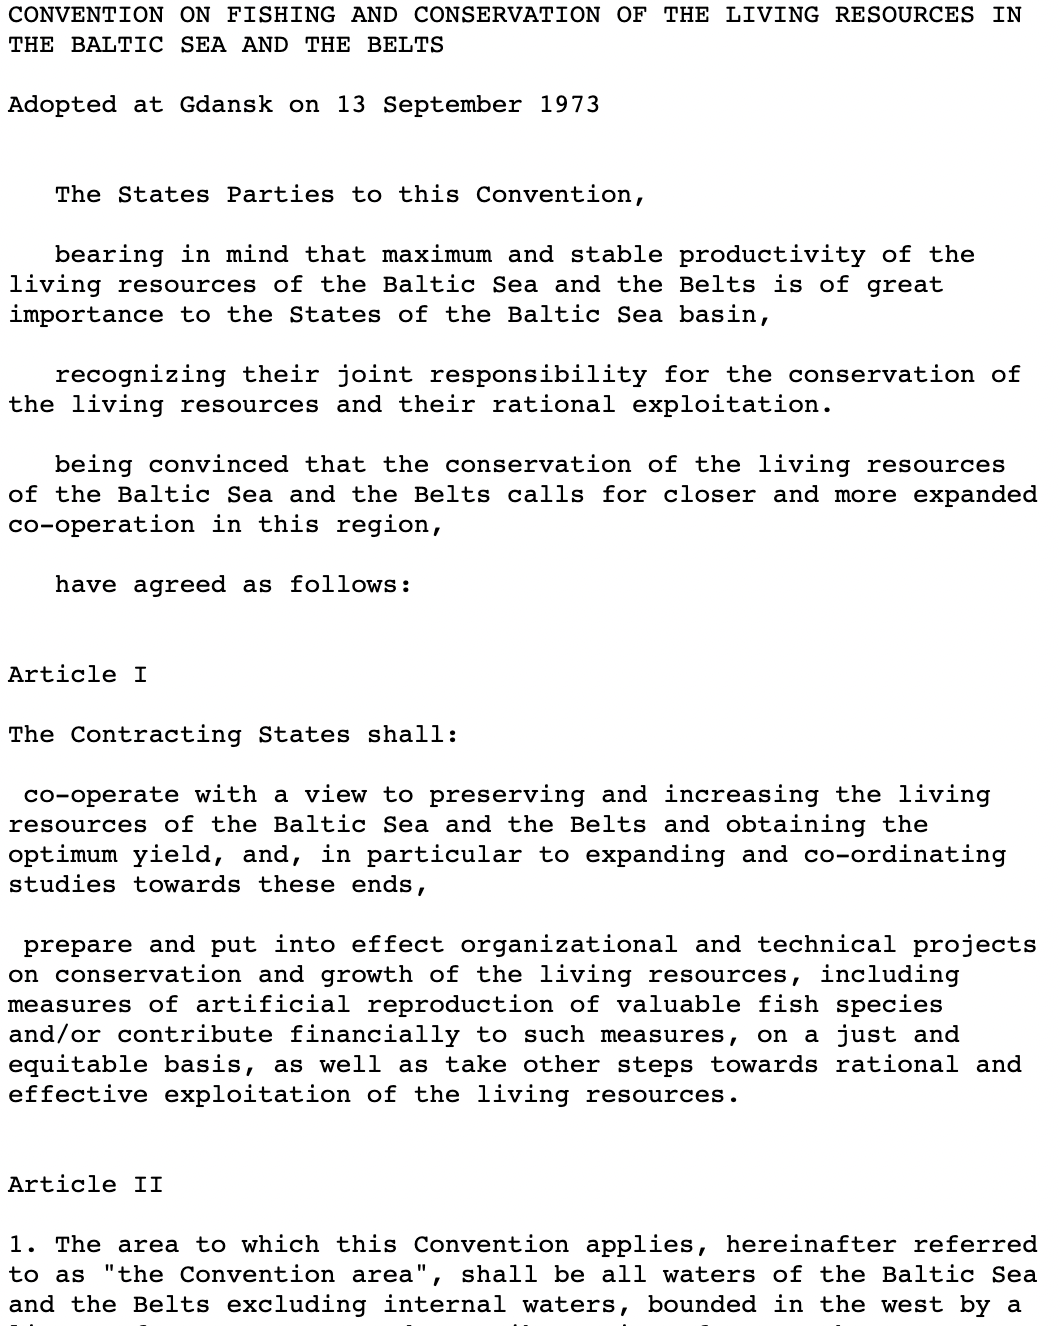 CONVENTION ON FISHING AND CONSERVATION OF THE LIVING RESOURCES IN
THE BALTIC SEA AND THE BELTS
Adopted at Gdansk on 13 September 1973
The States Parties to this Convention,
bearing in mind that maximum and stable productivity of the
living resources of the Baltic Sea and the Belts is of great
importance to the States of the Baltic Sea basin,
recognizing their joint responsibility for the conservation of
the living resources and their rational exploitation.
being convinced that the conservation of the living resources
of the Baltic Sea and the Belts calls for closer and more expanded
co-operation in this region,
have agreed as follows:
Article I
The Contracting States shall:
co-operate with a view to preserving and increasing the living
resources of the Baltic Sea and the Belts and obtaining the
optimum yield, and, in particular to expanding and co-ordinating
studies towards these ends,
prepare and put into effect organizational and technical projects
on conservation and growth of the living resources, including
measures of artificial reproduction of valuable fish species
and/or contribute financially to such measures, on a just and
equitable basis, as well as take other steps towards rational and
effective exploitation of the living resources.
Article II
1. The area to which this Convention applies, hereinafter referred
to as "the Convention area", shall be all waters of the Baltic Sea
and the Belts excluding internal waters, bounded in the west by a